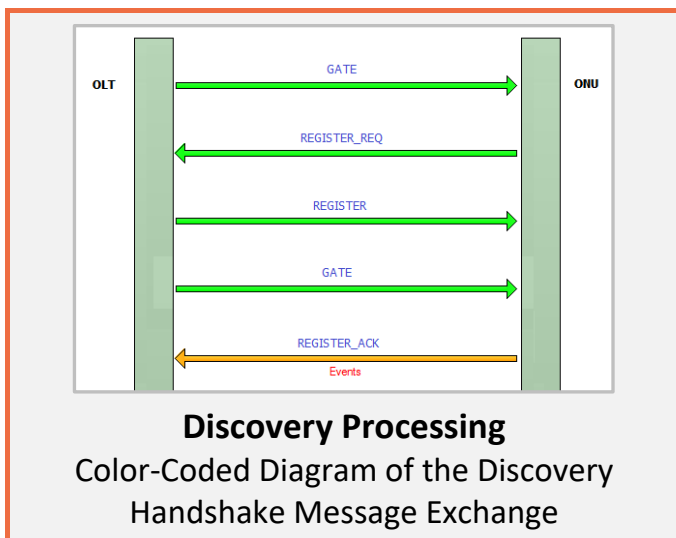 GATE
OLT
ONU
REGISTER_REQ
REGISTER
GATE
REGISTER_ACK
Events
Discovery Processing
Color-Coded Diagram of the Discovery
Handshake Message Exchange